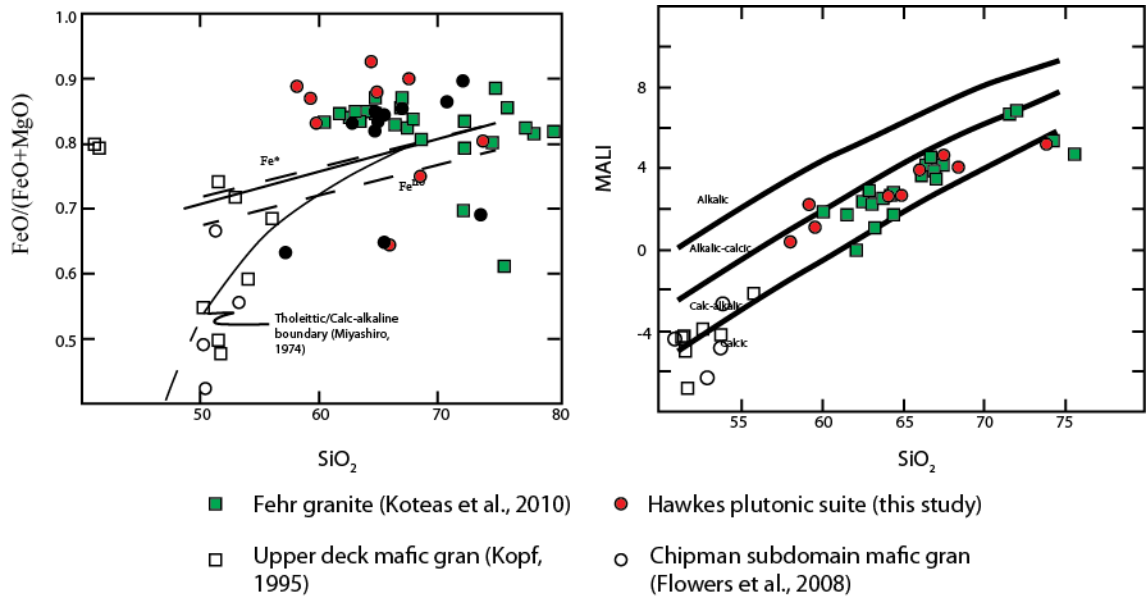 1.0
0.9
0.8
0.7
0.6
0.5
FeO/(FeO+MgO)
Fe*
Tholeittic/Calc-alkaline
boundary (Miyashiro,
1974)
50
60
70
80
SiO2
8
4
0
-4
MALI
Alkalic
Alkalic-calcic
Calc-alkalic
Calcic
55
60
65
70
75
SiO2
Fehr granite (Koteas et al., 2010)
Hawkes plutonic suite (this study)
Upper deck mafic gran (Kopf,
1995)
Chipman subdomain mafic gran
(Flowers et al., 2008)